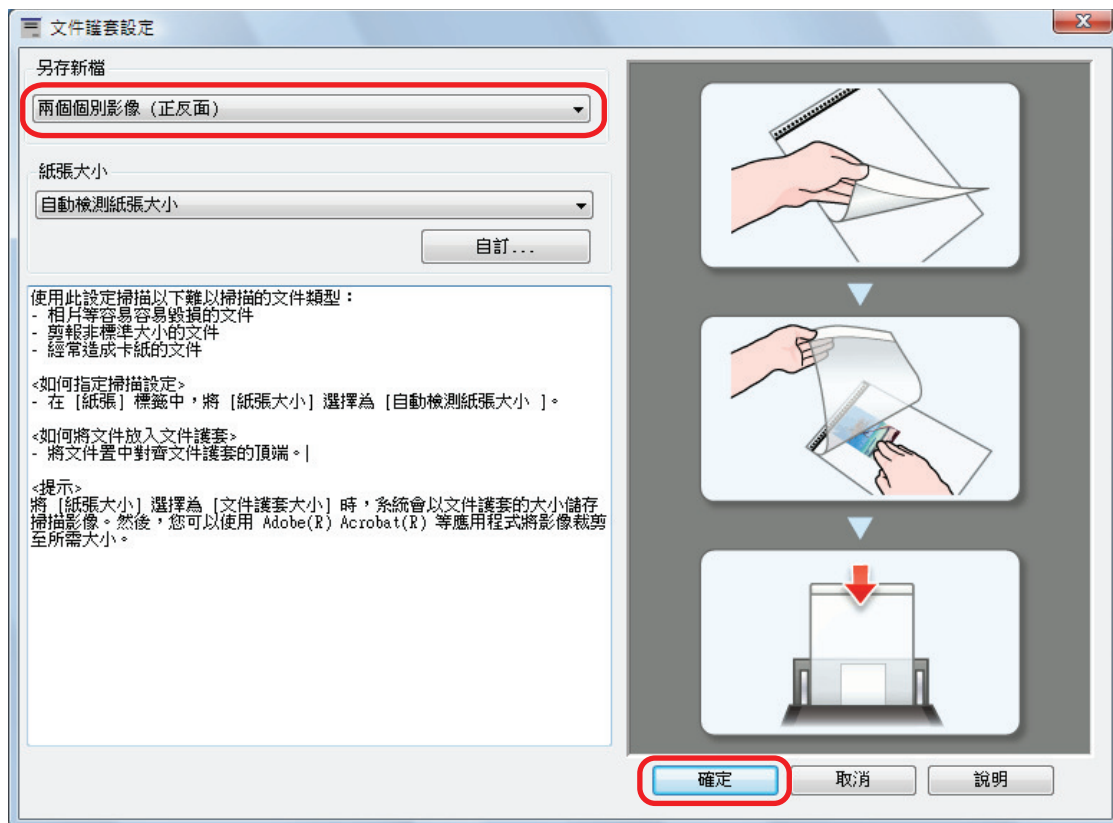 文件護套設定
另存新檔
兩個個別影像 (正反面)
紙張大小
自動檢測紙張大小
自訂...
使用此設定掃描以下難以掃描的文件類型：
- 相片等容易容易毀損的文件
- 剪報非標準大小的文件
- 經常造成卡紙的文件
<如何指定掃描設定>
- 在 [紙張] 標籤中，將 [紙張大小] 選擇為 [自動檢測紙張大小 ]。
<如何將文件放入文件護套>
- 將文件置中對齊文件護套的頂端。
<提示>
將 [紙張大小] 選擇為 [文件護套大小] 時，系統會以文件護套的大小儲存
掃描影像。然後，您可以使用 Adobe(R) Acrobat(R) 等應用程式將影像裁剪
至所需大小。
確定
取消
說明